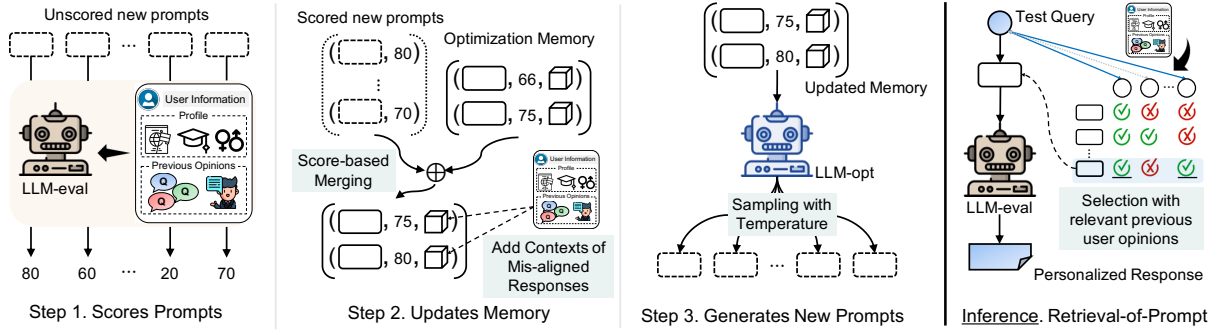 Unscored new prompts
...
User Information
Profile
Previous Opinions
Q
Q
Q
LLM-eval
80
60
...
20
70
Step 1. Scores Prompts
Scored new prompts
( , 80)
⋮
( , 70)
Optimization Memory
( , 66, )
( , 75, )
Score-based
Merging
⊕
User Information
Profile
Previous Opinions
Q
Q
Q
( , 75, )
( , 80, )
Add Contexts of
Mis-aligned
Responses
Step 2. Updates Memory
( , 75, )
( , 80, )
Updated Memory
LLM-opt
Sampling with
Temperature
...
Step 3. Generates New Prompts
Test Query
User Information
Profile
Previous Opinions
...
LLM-eval
Selection with
relevant previous
user opinions
Personalized Response
Inference. Retrieval-of-Prompt